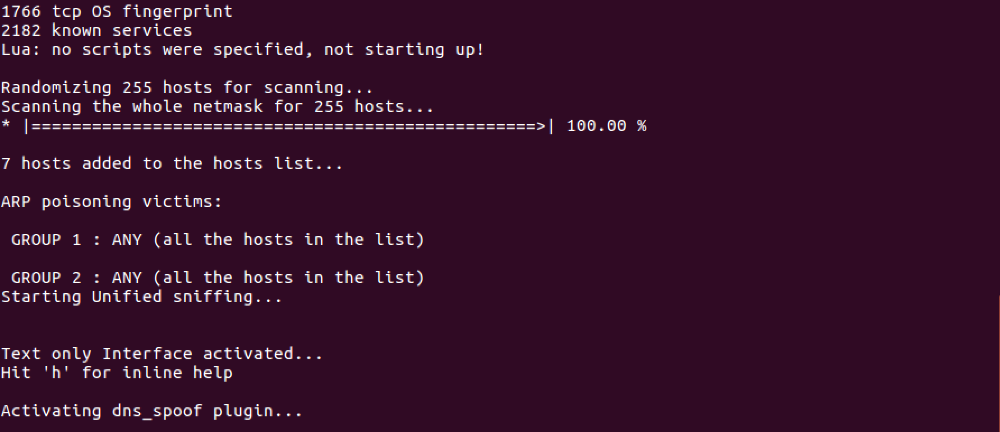 1766 tcp OS fingerprint
2182 known services
Lua: no scripts were specified, not starting up!
Randomizing 255 hosts for scanning...
Scanning the whole netmask for 255 hosts...
* |==================================================>| 100.00 %
7 hosts added to the hosts list...
ARP poisoning victims:
GROUP 1 : ANY (all the hosts in the list)
GROUP 2 : ANY (all the hosts in the list)
Starting Unified sniffing...
Text only Interface activated...
Hit 'h' for inline help
Activating dns_spoof plugin...